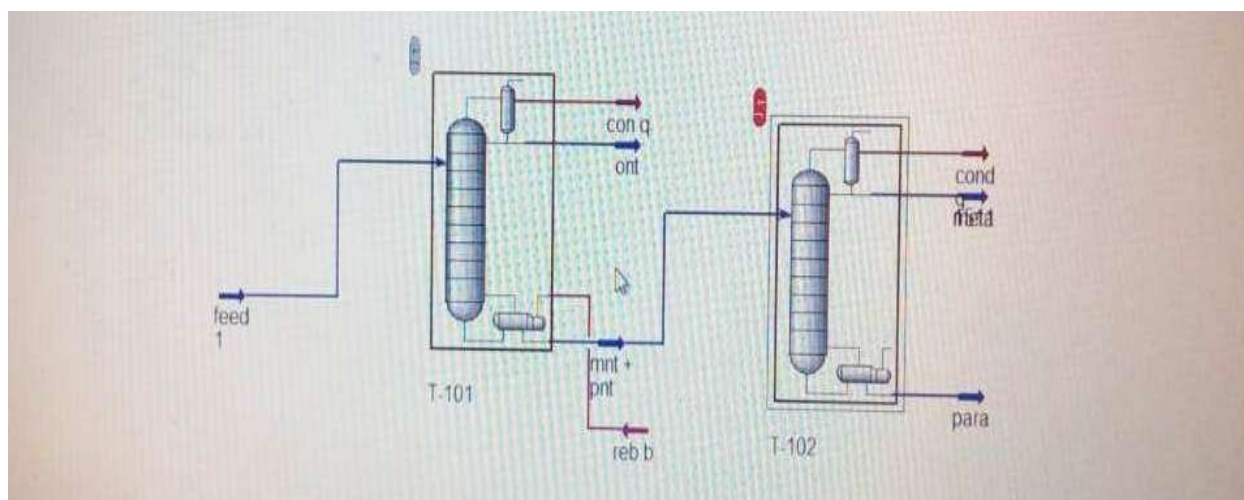 con q
ont
feed
1
mnt +
pnt
reb b
T-101
cond
q
para
T-102